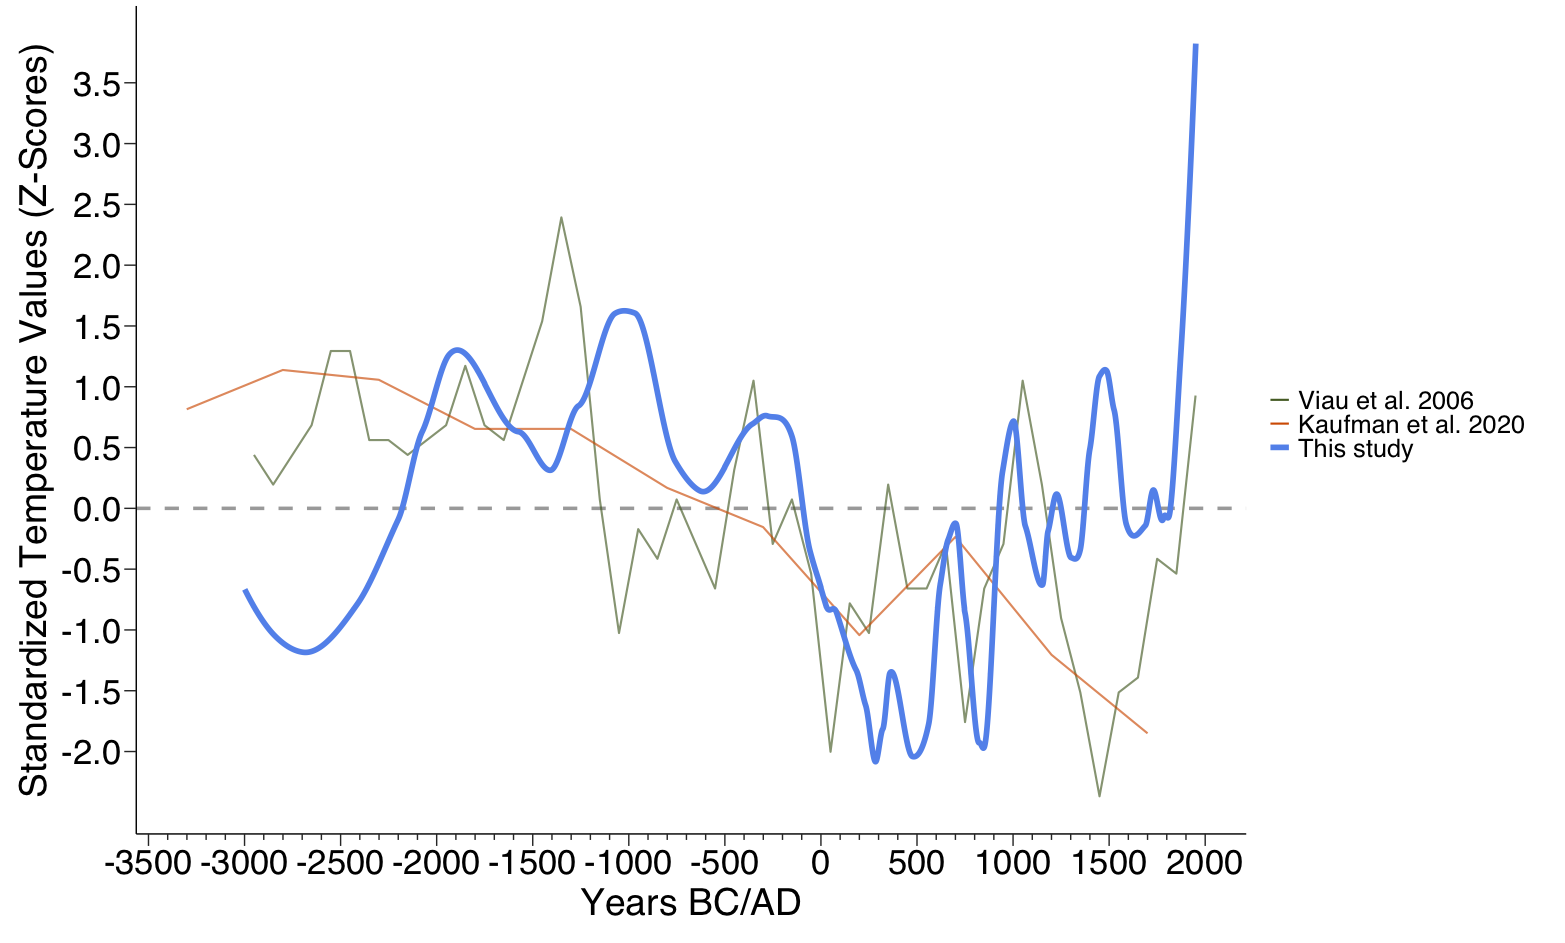 Standardized Temperature Values (Z-Scores)
3.5
3.0
2.5
2.0
1.5
1.0
0.5
0.0
-0.5
-1.0
-1.5
-2.0
-3500 -3000 -2500 -2000 -1500 -1000 -500 0 500 1000 1500 2000
Years BC/AD
Viau et al. 2006
Kaufman et al. 2020
This study